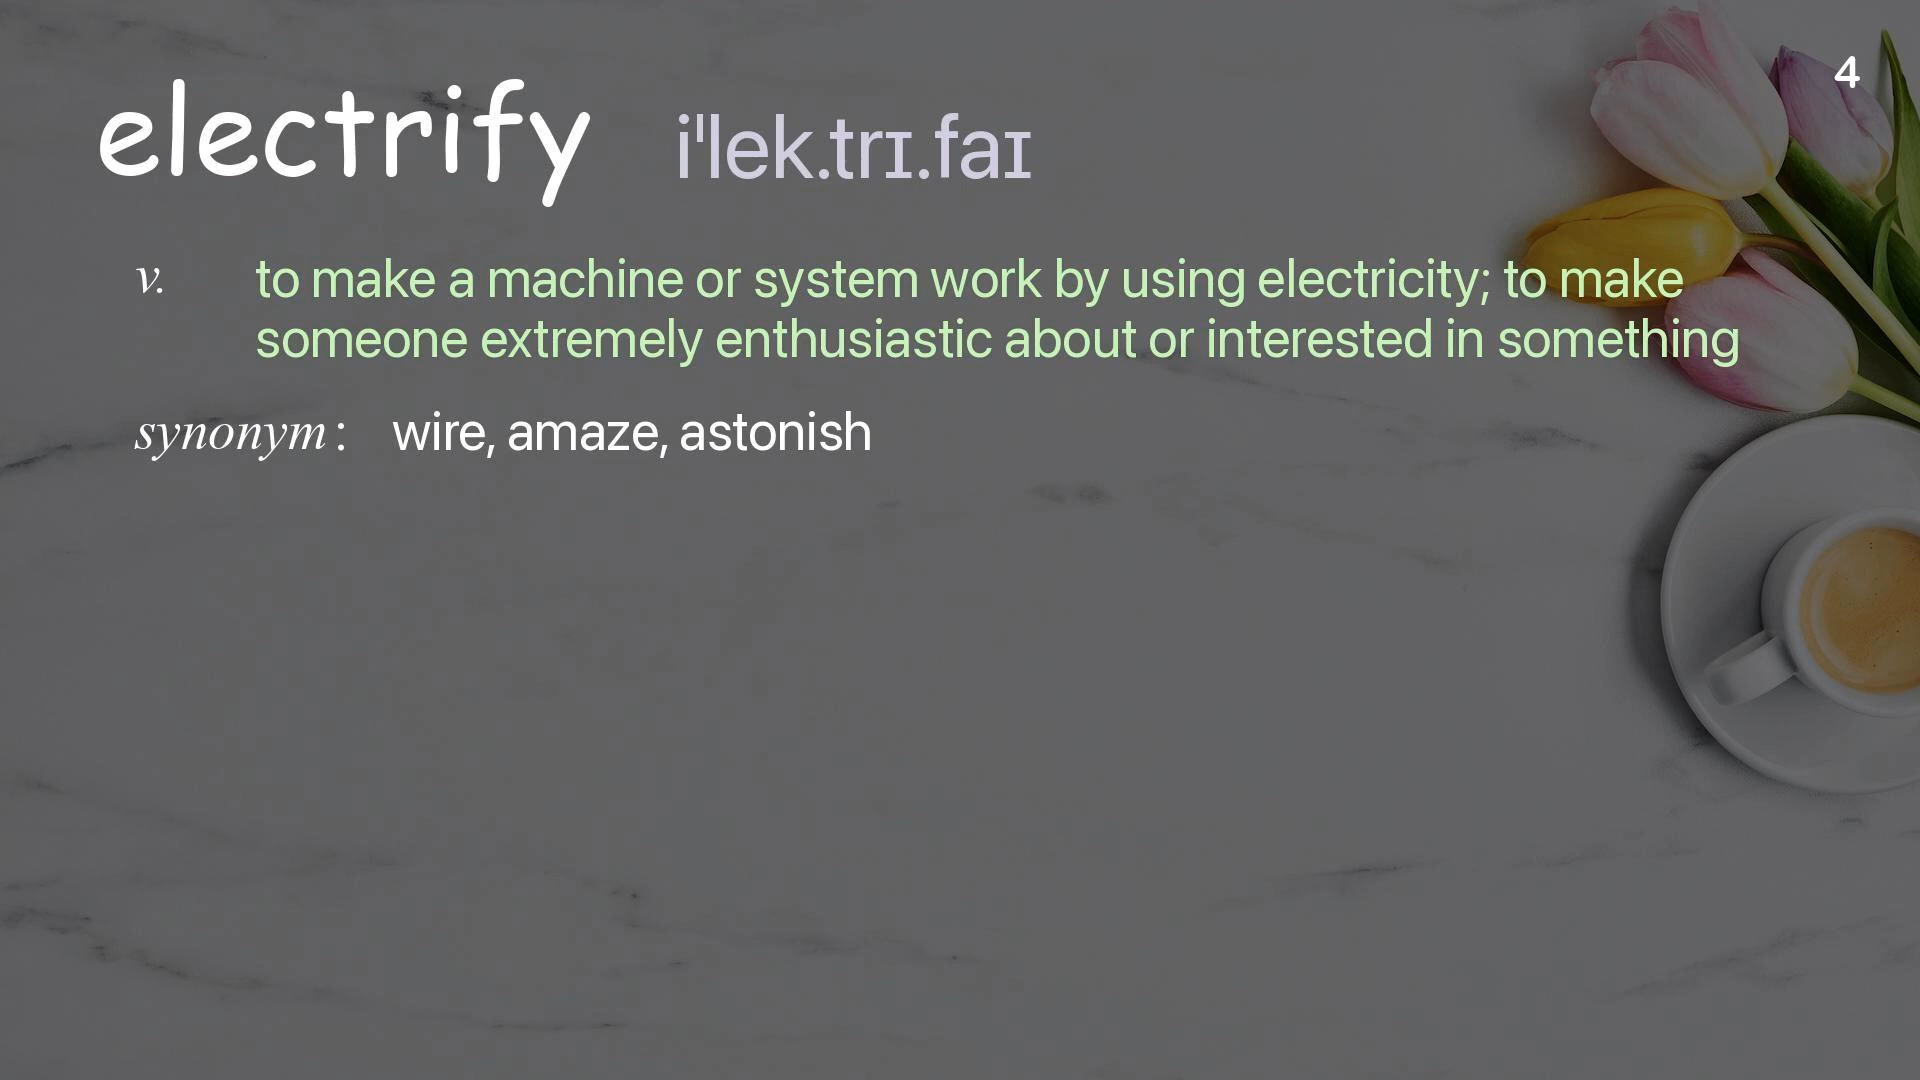 4
electrify iˈlek.trɪ.faɪ
v. to make a machine or system work by using electricity; to make
someone extremely enthusiastic about or interested in something
synonym: wire, amaze, astonish